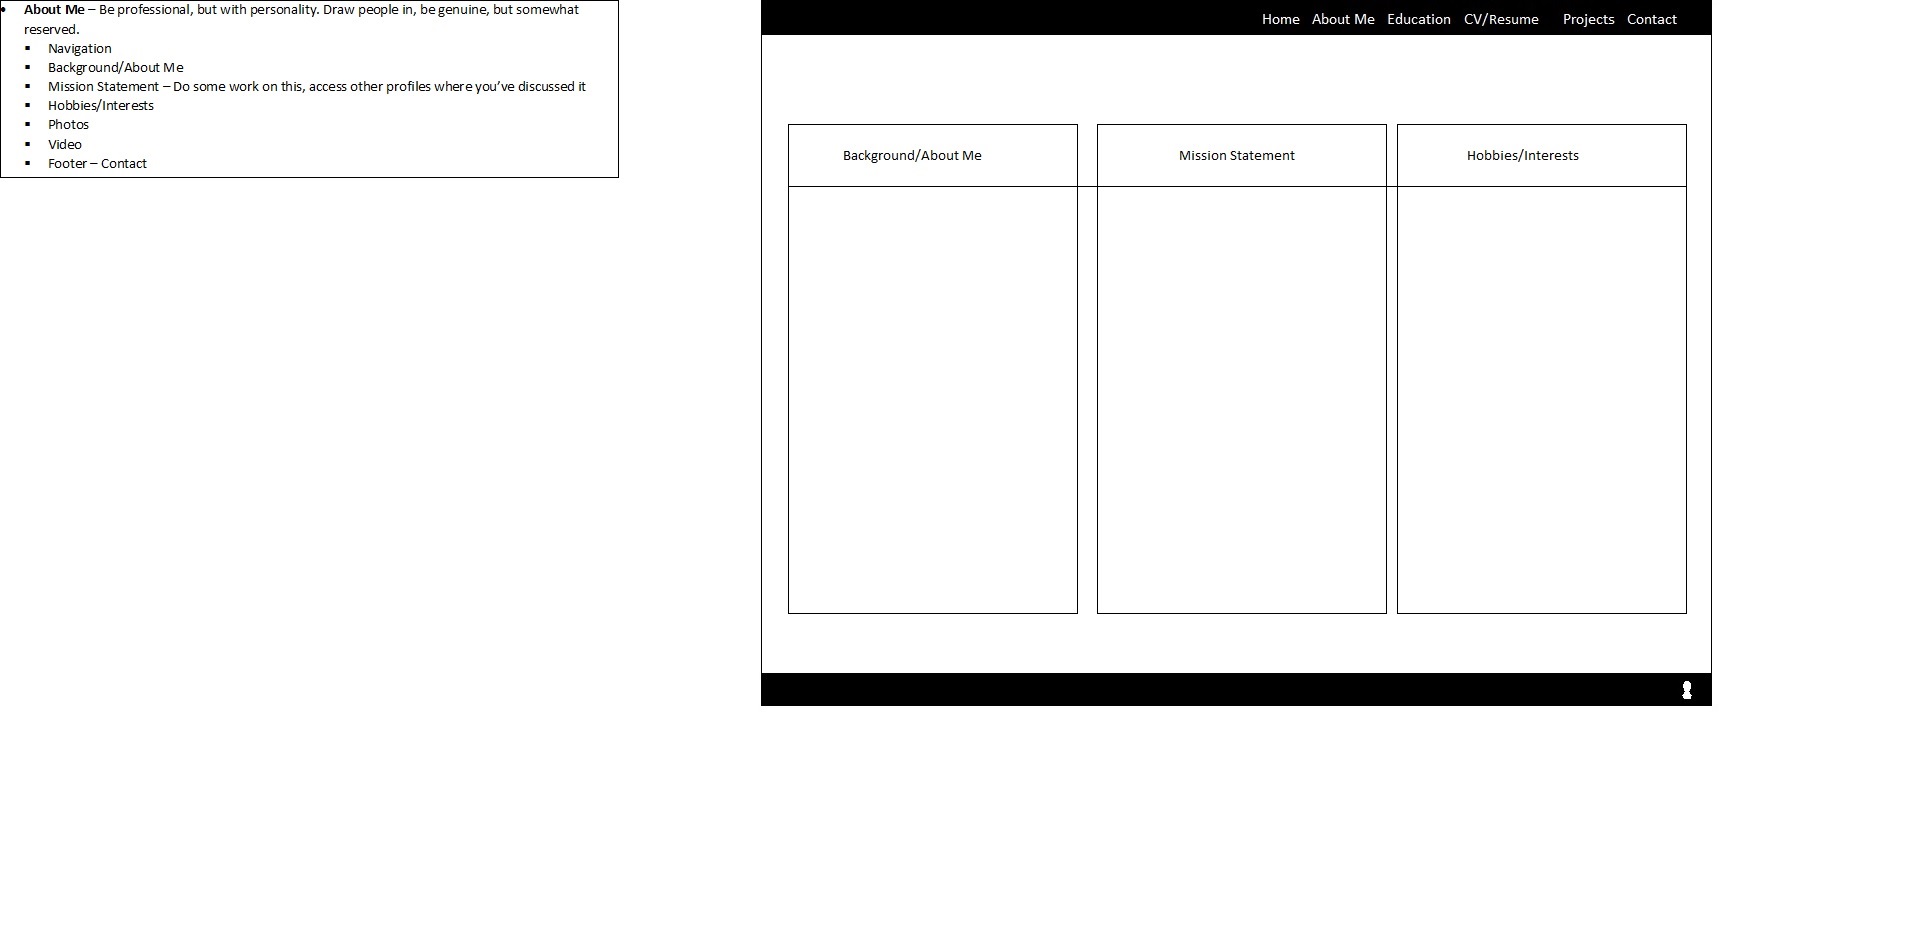 • About Me – Be professional, but with personality. Draw people in, be genuine, but somewhat
reserved.
▪ Navigation
▪ Background/About Me
▪ Mission Statement – Do some work on this, access other profiles where you've discussed it
▪ Hobbies/Interests
▪ Photos
▪ Video
▪ Footer – Contact
Home About Me Education CV/Resume Projects Contact
Background/About Me
Mission Statement
Hobbies/Interests